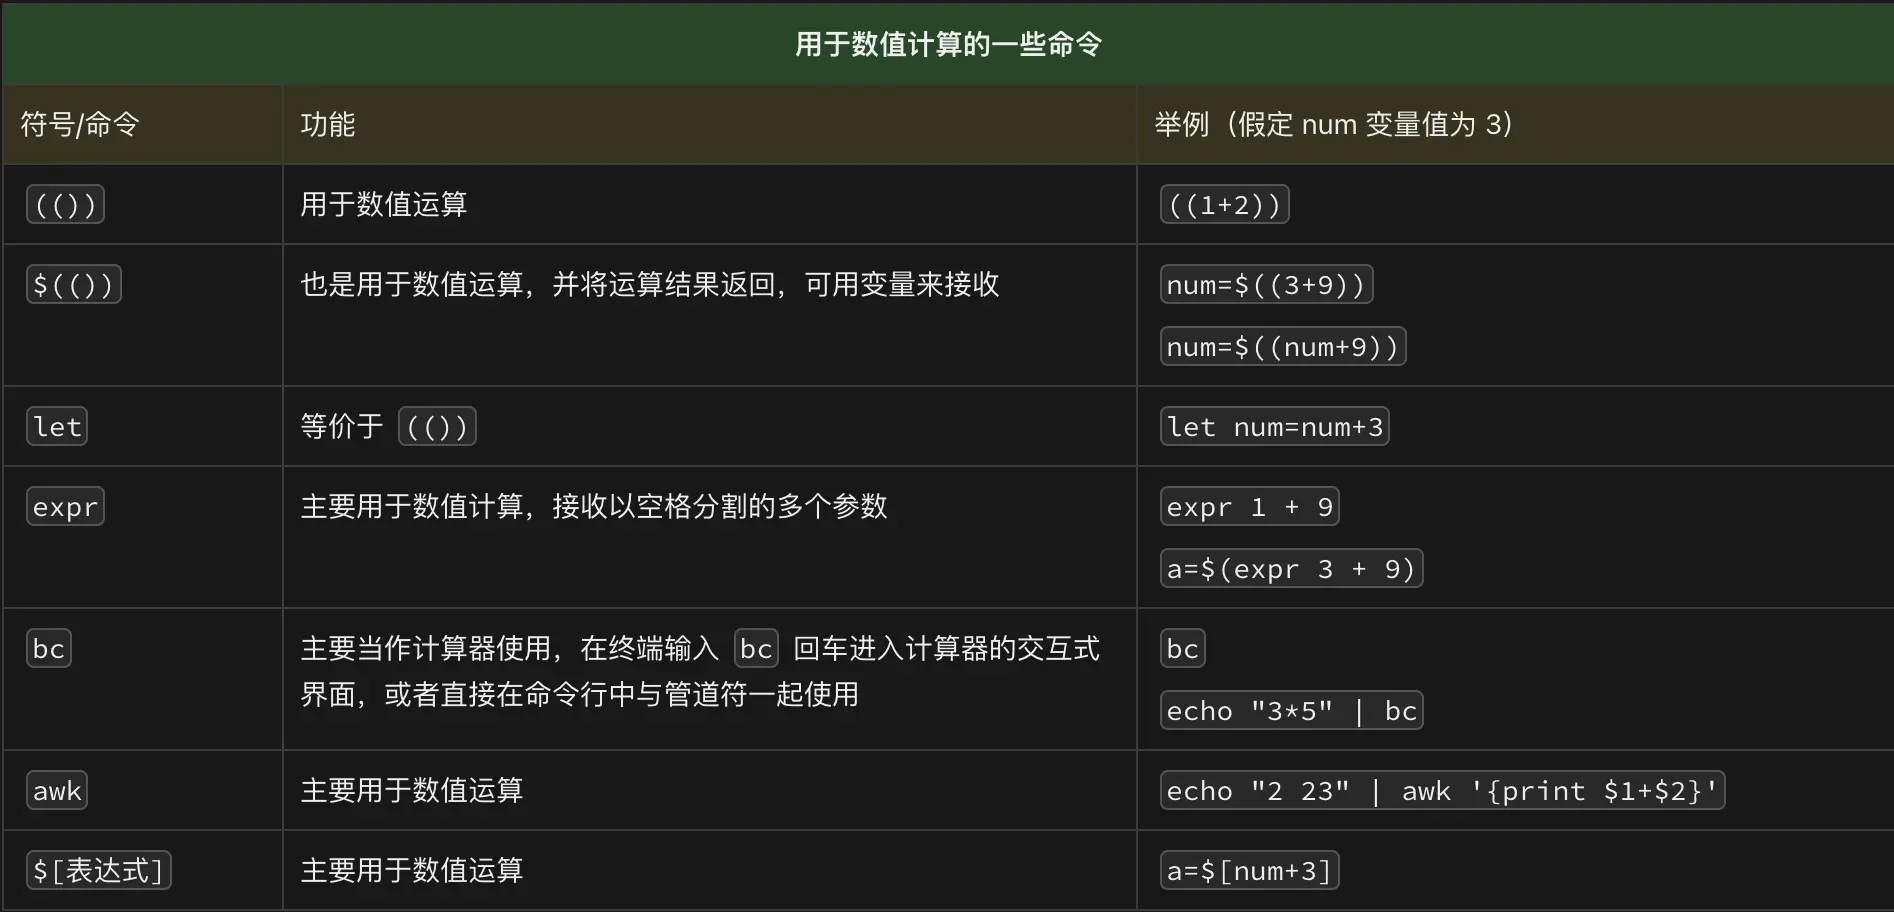 用于数值计算的一些命令
符号/命令 功能 举例（假定 num 变量值为 3）
(()) 用于数值运算 ((1+2))
$(()) 也是用于数值运算，并将运算结果返回，可用变量来接收 num=$((3+9))
num=$((num+9))
let 等价于 (()) let num=num+3
expr 主要用于数值计算，接收以空格分割的多个参数 expr 1 + 9
a=$(expr 3 + 9)
bc 主要当作计算器使用，在终端输入 bc 回车进入计算器的交互式 bc
界面，或者直接在命令行中与管道符一起使用 echo "3*5" | bc
awk 主要用于数值运算 echo "2 23" | awk '{print $1+$2}'
$[表达式] 主要用于数值运算 a=$[num+3]